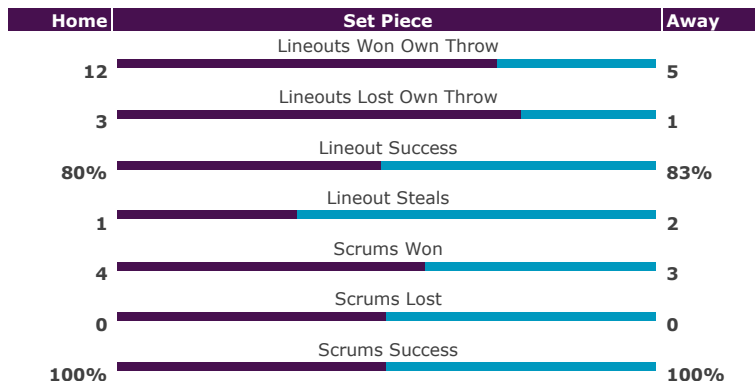 Home Set Piece Away
Lineouts Won Own Throw
12 5
Lineouts Lost Own Throw
3 1
Lineout Success
80% 83%
Lineout Steals
1 2
Scrums Won
4 3
Scrums Lost
0 0
Scrums Success
100% 100%